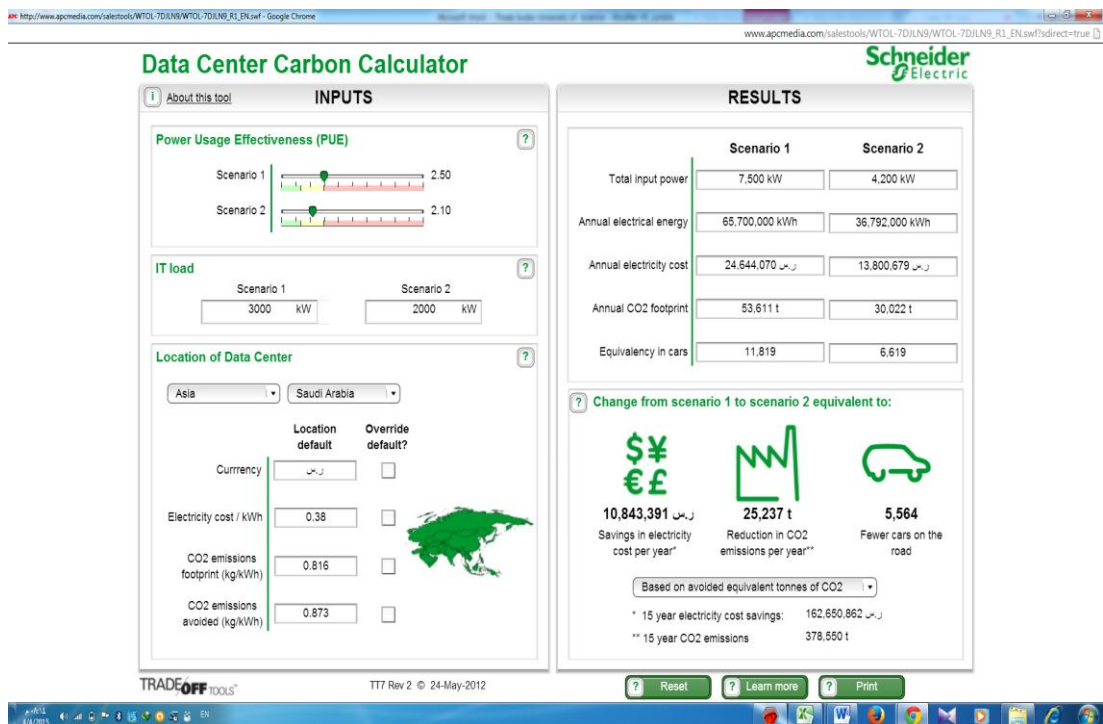 http://www.apcmedia.com/salestools/WTOL-7DJLN9/WTOL-7DJLN9_R1_EN.swf - Google Chrome
www.apcmedia.com/salestools/WTOL-7DJLN9/WTOL-7DJLN9_R1_EN.swf?sdirect=true
Data Center Carbon Calculator
Schneider
Electric
i About this tool INPUTS
Power Usage Effectiveness (PUE) ?
Scenario 1 2.50
Scenario 2 2.10
IT load ?
Scenario 1 Scenario 2
3000 kW 2000 kW
Location of Data Center ?
Asia Saudi Arabia
Location Override
default default?
Currrency ر.س
Electricity cost / kWh 0.38
CO2 emissions
footprint (kg/kWh) 0.816
CO2 emissions
avoided (kg/kWh) 0.873
RESULTS
Scenario 1 Scenario 2
Total input power 7,500 kW 4,200 kW
Annual electrical energy 65,700,000 kWh 36,792,000 kWh
Annual electricity cost 24,644,070 ر.س 13,800,679 ر.س
Annual CO2 footprint 53,611 t 30,022 t
Equivalency in cars 11,819 6,619
? Change from scenario 1 to scenario 2 equivalent to:
$ ¥
€ £
10,843,391 ر.س 25,237 t 5,564
Savings in electricity Reduction in CO2 Fewer cars on the
cost per year* emissions per year** road
Based on avoided equivalent tonnes of CO2
* 15 year electricity cost savings: 162,650,862 ر.س
** 15 year CO2 emissions 378,550 t
TRADE OFF TOOLS™ TT7 Rev 2 © 24-May-2012
? Reset ? Learn more ? Print
EN
4/4/2015